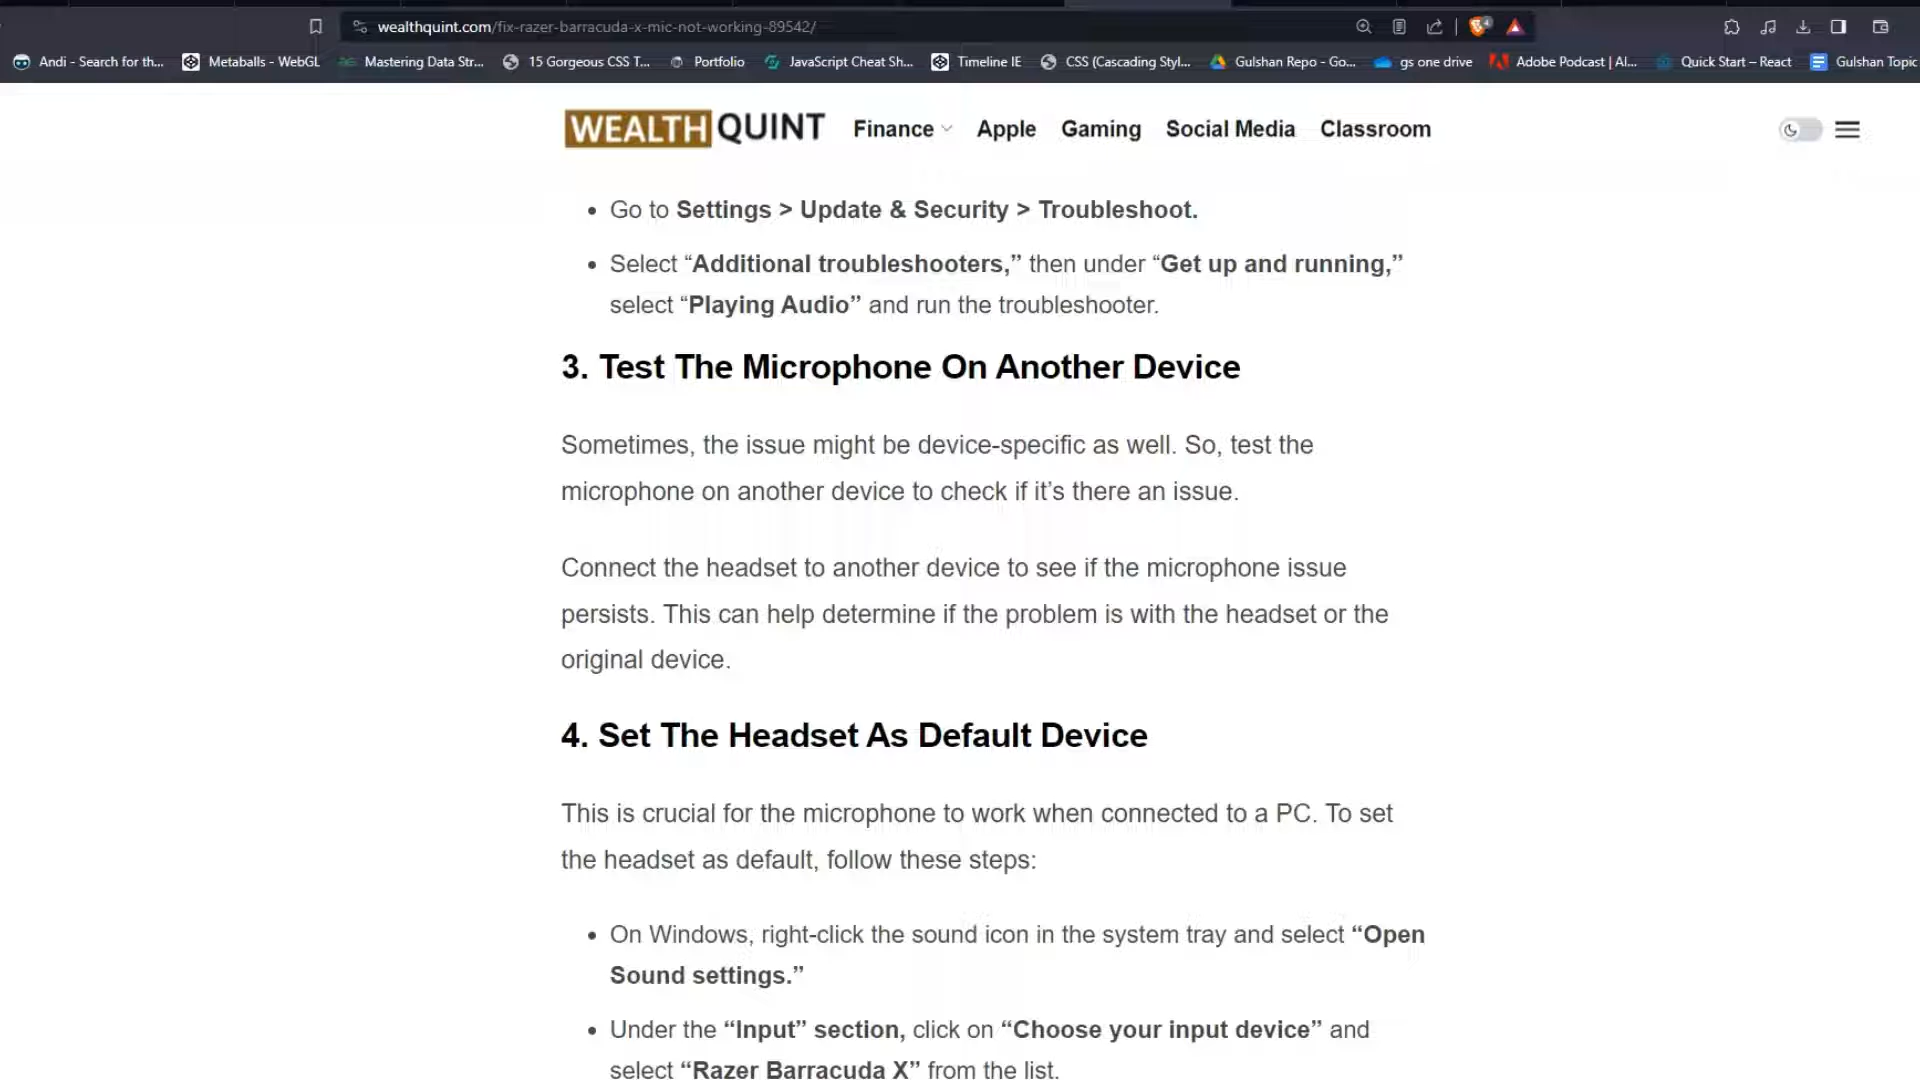 wealthquint.com/fix-razer-barracuda-x-mic-not-working-89542/
4
Andi - Search for th... Metaballs - WebGL Mastering Data Str... 15 Gorgeous CSS T... Portfolio JavaScript Cheat Sh... Timeline IE CSS (Cascading Styl... Gulshan Repo - Go... gs one drive Adobe Podcast | AI... Quick Start – React Gulshan Topic
WEALTH QUINT Finance Apple Gaming Social Media Classroom
• Go to Settings > Update & Security > Troubleshoot.
• Select “Additional troubleshooters,” then under “Get up and running,”
select “Playing Audio” and run the troubleshooter.
3. Test The Microphone On Another Device
Sometimes, the issue might be device-specific as well. So, test the
microphone on another device to check if it’s there an issue.
Connect the headset to another device to see if the microphone issue
persists. This can help determine if the problem is with the headset or the
original device.
4. Set The Headset As Default Device
This is crucial for the microphone to work when connected to a PC. To set
the headset as default, follow these steps:
• On Windows, right-click the sound icon in the system tray and select “Open
Sound settings.”
• Under the “Input” section, click on “Choose your input device” and
select “Razer Barracuda X” from the list.